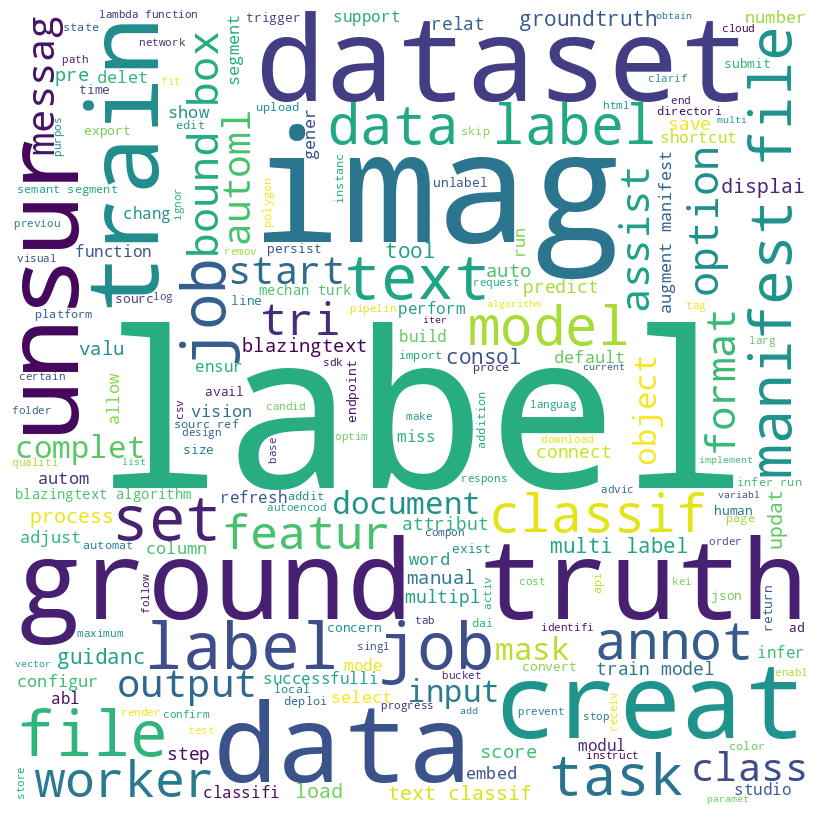 lambda function
trigger
support
relat
groundtruth
obtain
number
state
network
path
time
pre
delet
messag
train
show
export
edit
purpos
unsur
bound box
segment
automl
dataset
upload
gener
data label
skip
html
clarif
cloud
submit
end
directori
save
multi
shortcut
manifest file
imag
unlabel
instanc
polygon
ignor
semant segment
previou
visual
chang
function
remov
persist
tool
run
assist
augment manifest
option
displai
platform
certain
folder
sourc
log
job
start
line
mechan turk
text
auto
request
predict
tag
pipelin
perform
algorithm
tri
iter
build
model
default
format
larg
valu
allow
ensur
blazingtext
sdk
import
consol
proce
current
object
label
csv
avail
endpoint
vision
sourc ref
design
size
candid
make
miss
addition
languag
download
connect
implement
complet
qualiti
list
base
optim
autom
blazingtext algorithm
refresh
addit
autoencod
document
respons
advic
infer run
variabl
process
set
featur
attribut
compon
classif
human
page
updat
order
adjust
automat
column
word
exist
multi label
ground truth
follow
manual
multipl
activ
cost
api
kei
json
return
maximum
concern
tab
dai
identifi
ad
vector
guidanc
label job
singl
mask
annot
configur
mode
successfulli
convert
train model
infer
abl
output
local
select
input
enabl
render
confirm
deploi
bucket
progress
add
prevent
stop
receiv
creat
file
test
data
step
score
modul
instruct
color
store
worker
classifi
load
embed
text classif
task
class
studio
paramet